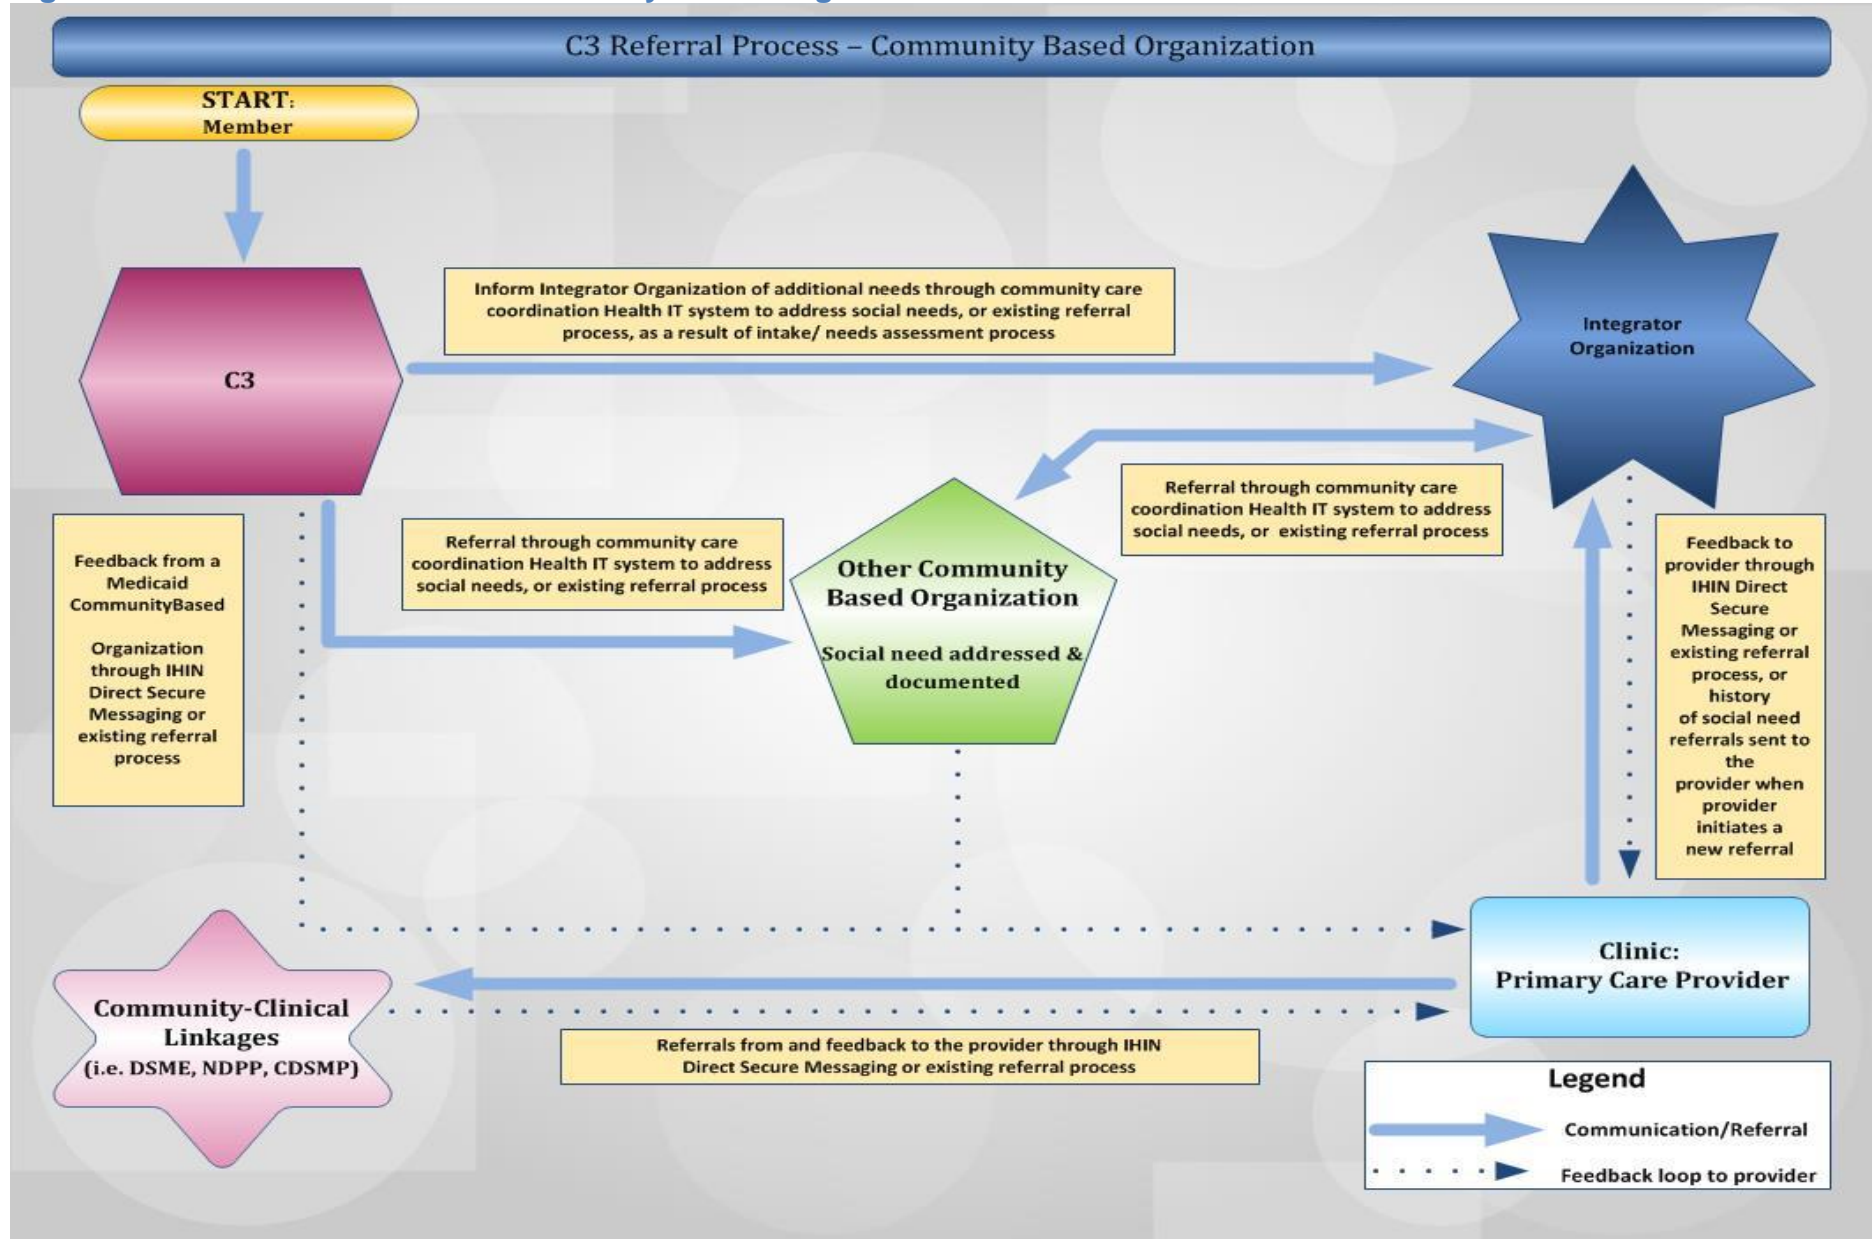 C3 Referral Process – Community Based Organization
START:
Member
C3
Inform Integrator Organization of additional needs through community care
coordination Health IT system to address social needs, or existing referral
process, as a result of intake/ needs assessment process
Integrator
Organization
Referral through community care
coordination Health IT system to address
social needs, or  existing referral process
Referral through community care
coordination Health IT system to address
social needs, or existing referral process
Other Community
Based Organization
Social need addressed &
documented
Feedback from a
Medicaid
CommunityBased
Organization
through IHIN
Direct Secure
Messaging or
existing referral
process
Feedback to
provider through
IHIN Direct
Secure
Messaging or
existing referral
process, or
history
of social need
referrals sent to
the
provider when
provider
initiates a
new referral
Clinic:
Primary Care Provider
Community-Clinical
Linkages
(i.e. DSME, NDPP, CDSMP)
Referrals from and feedback to the provider through IHIN
Direct Secure Messaging or existing referral process
Legend
Communication/Referral
Feedback loop to provider